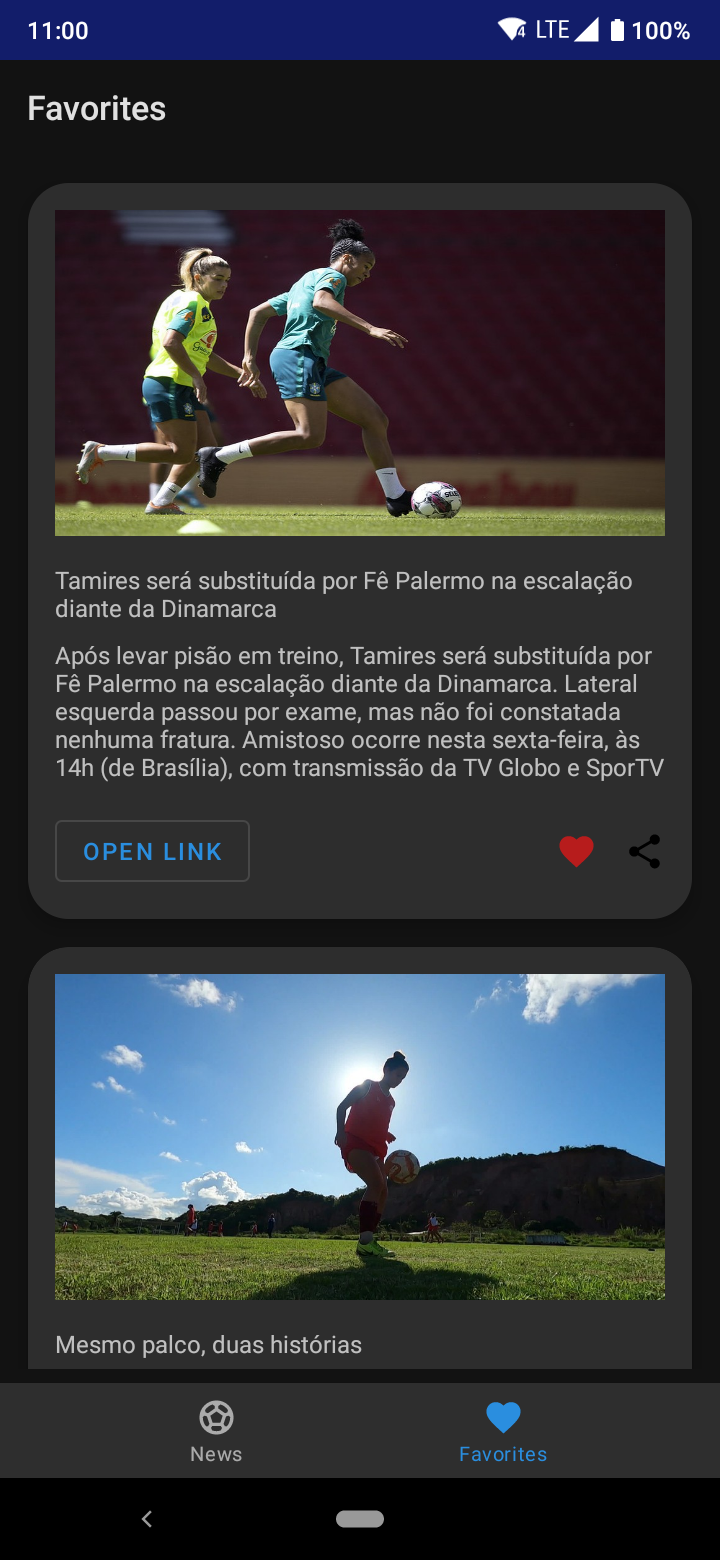 11:00
4 LTE 100%
Favorites
Tamires será substituída por Fê Palermo na escalação
diante da Dinamarca
Após levar pisão em treino, Tamires será substituída por
Fê Palermo na escalação diante da Dinamarca. Lateral
esquerda passou por exame, mas não foi constatada
nenhuma fratura. Amistoso ocorre nesta sexta-feira, às
14h (de Brasília), com transmissão da TV Globo e SporTV
OPEN LINK
Mesmo palco, duas histórias
News
Favorites